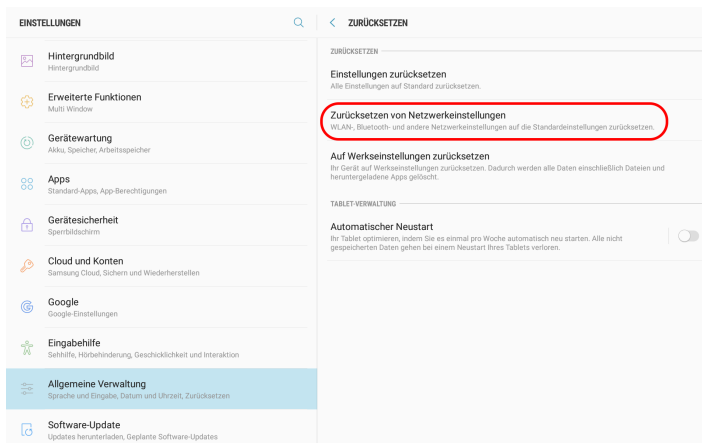 EINSTELLUNGEN
Hintergrundbild
Hintergrundbild
Erweiterte Funktionen
Multi Window
Gerätewartung
Akku, Speicher, Arbeitsspeicher
Apps
Standard-Apps, App-Berechtigungen
Gerätesicherheit
Sperrbildschirm
Cloud und Konten
Samsung Cloud, Sichern und Wiederherstellen
Google
Google-Einstellungen
Eingabehilfe
Sehhilfe, Hörbehinderung, Geschicklichkeit und Interaktion
Allgemeine Verwaltung
Sprache und Eingabe, Datum und Uhrzeit, Zurücksetzen
Software-Update
Updates herunterladen, Geplante Software-Updates
ZURÜCKSETZEN
ZURÜCKSETZEN
Einstellungen zurücksetzen
Alle Einstellungen auf Standard zurücksetzen.
Zurücksetzen von Netzwerkeinstellungen
WLAN-, Bluetooth- und andere Netzwerkeinstellungen auf die Standardeinstellungen zurücksetzen.
Auf Werkseinstellungen zurücksetzen
Ihr Gerät auf Werkseinstellungen zurücksetzen. Dadurch werden alle Daten einschließlich Dateien und
heruntergeladene Apps gelöscht.
TABLET-VERWALTUNG
Automatischer Neustart
Ihr Tablet optimieren, indem Sie es einmal pro Woche automatisch neu starten. Alle nicht
gespeicherten Daten gehen bei einem Neustart Ihres Tablets verloren.